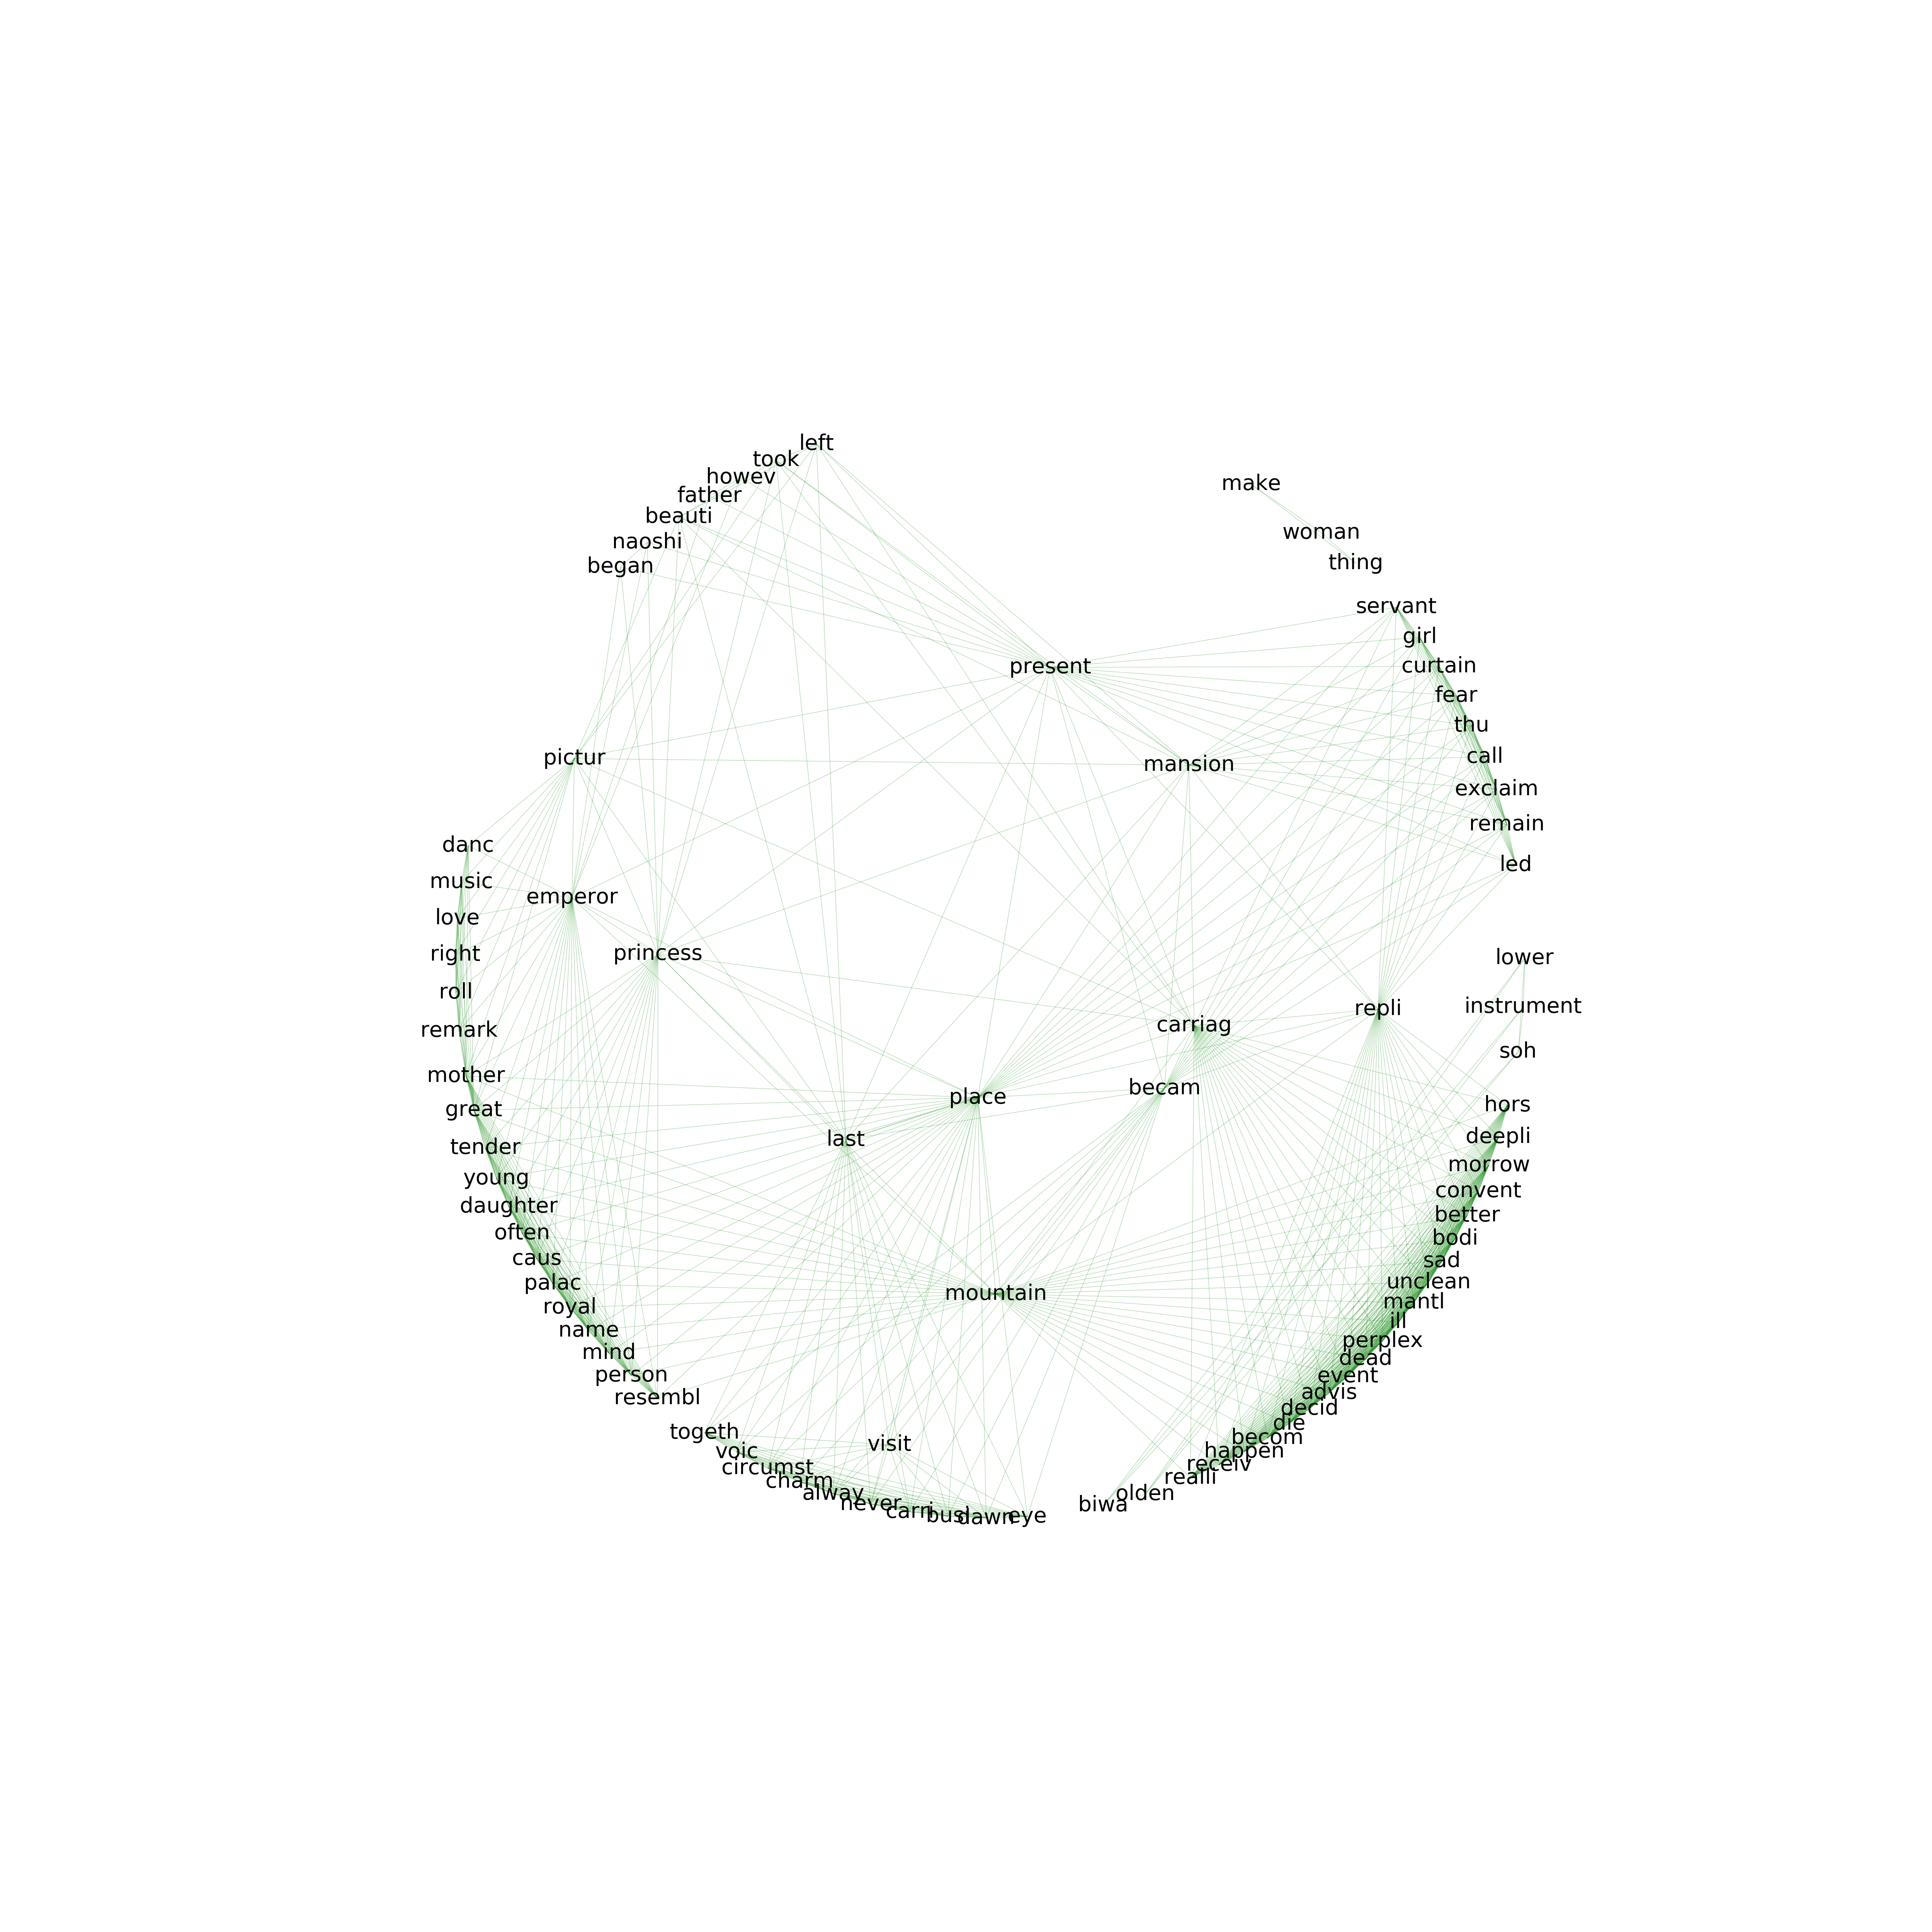 left
took
howev
make
father
beauti
woman
naoshi
thing
began
servant
girl
curtain
present
fear
thu
call
pictur
mansion
exclaim
remain
danc
led
music
emperor
love
princess
right
lower
roll
instrument
repli
carriag
remark
soh
mother
becam
place
hors
great
deepli
last
tender
morrow
young
convent
daughter
better
often
bodi
caus
sad
palac
unclean
mountain
mantl
royal
ill
name
perplex
mind
dead
person
event
advis
resembl
decid
die
togeth
becom
visit
voic
happen
circumst
receiv
realli
charm
alway
olden
never
biwa
carri
busi
dawn
eye